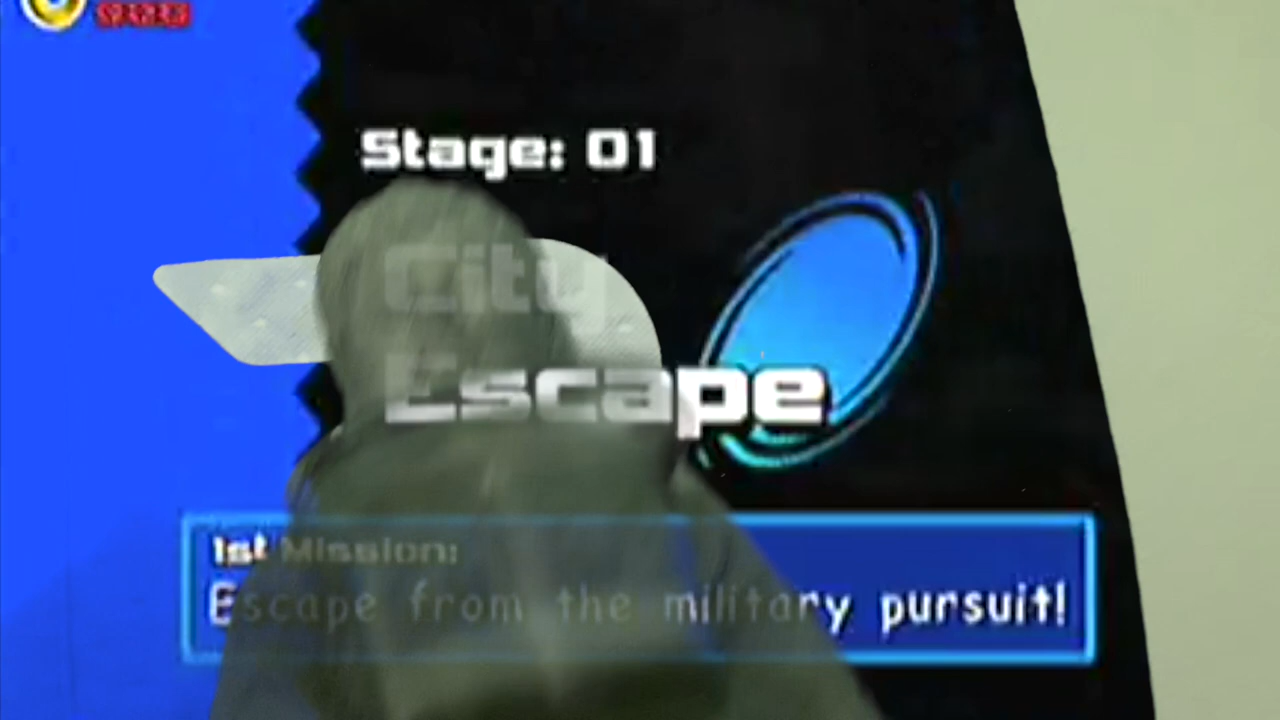 Stage: 01
City
Escape
1st Mission:
Escape from the military pursuit!